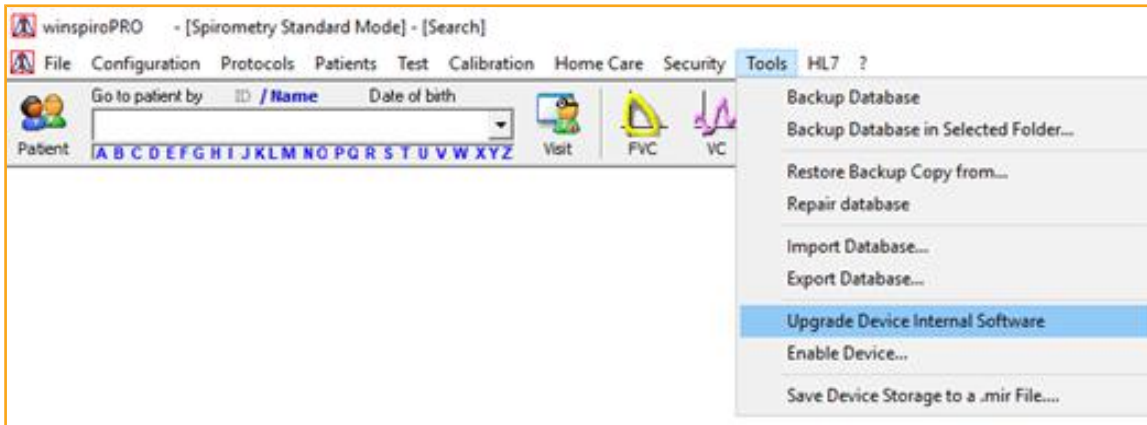 winspiroPRO - [Spirometry Standard Mode] - [Search]
File Configuration Protocols Patients Test Calibration Home Care Security Tools HL7 ?
Go to patient by ID / Name Date of birth
Patient
A B C D E F G H I J K L M N O P Q R S T U V W X Y Z
Visit
FVC
VC
Backup Database
Backup Database in Selected Folder...
Restore Backup Copy from...
Repair database
Import Database...
Export Database...
Upgrade Device Internal Software
Enable Device...
Save Device Storage to a .mir File....